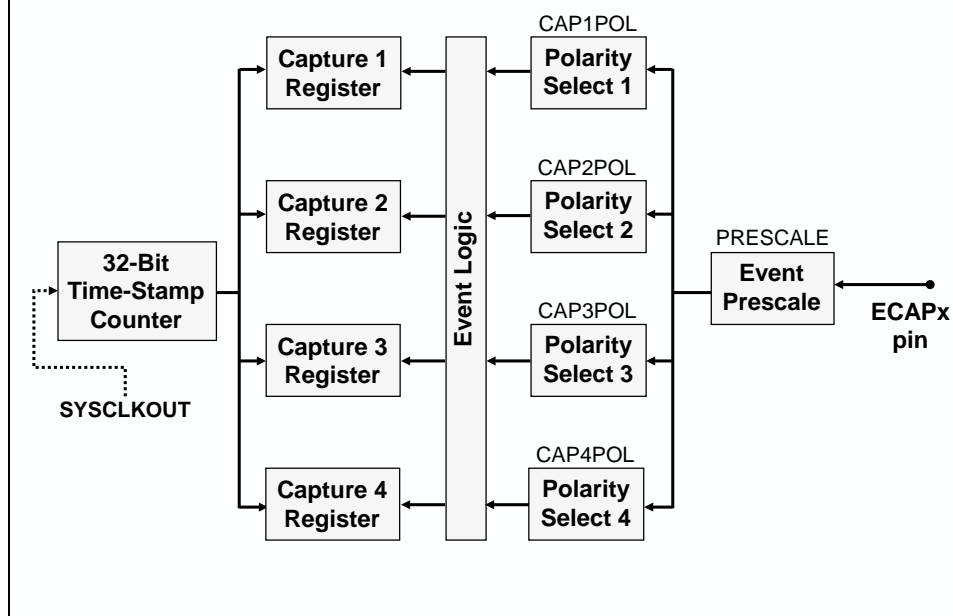 CAP1POL
Capture 1
Register
Polarity
Select 1
CAP2POL
Capture 2
Register
Polarity
Select 2
Event Logic
PRESCALE
32-Bit
Time-Stamp
Counter
Event
Prescale
ECAPx
pin
CAP3POL
Capture 3
Register
Polarity
Select 3
SYSCLKOUT
CAP4POL
Capture 4
Register
Polarity
Select 4